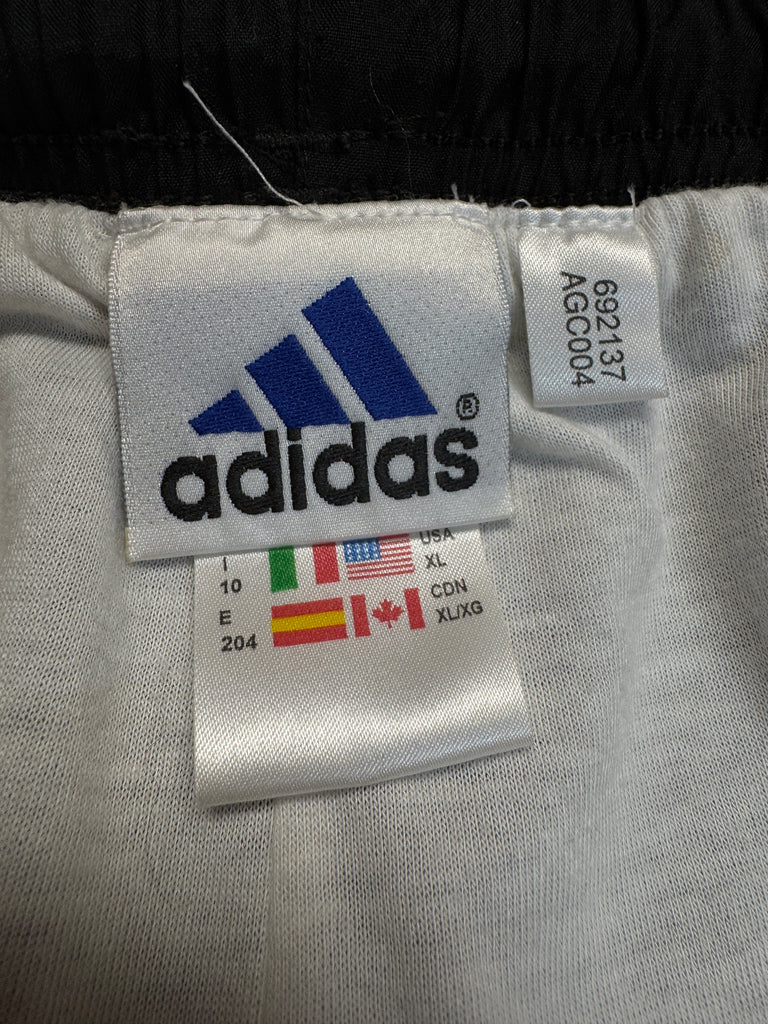 adidas®
692137
AGC004
I
10
USA
XL
E
204
CDN
XL/XG